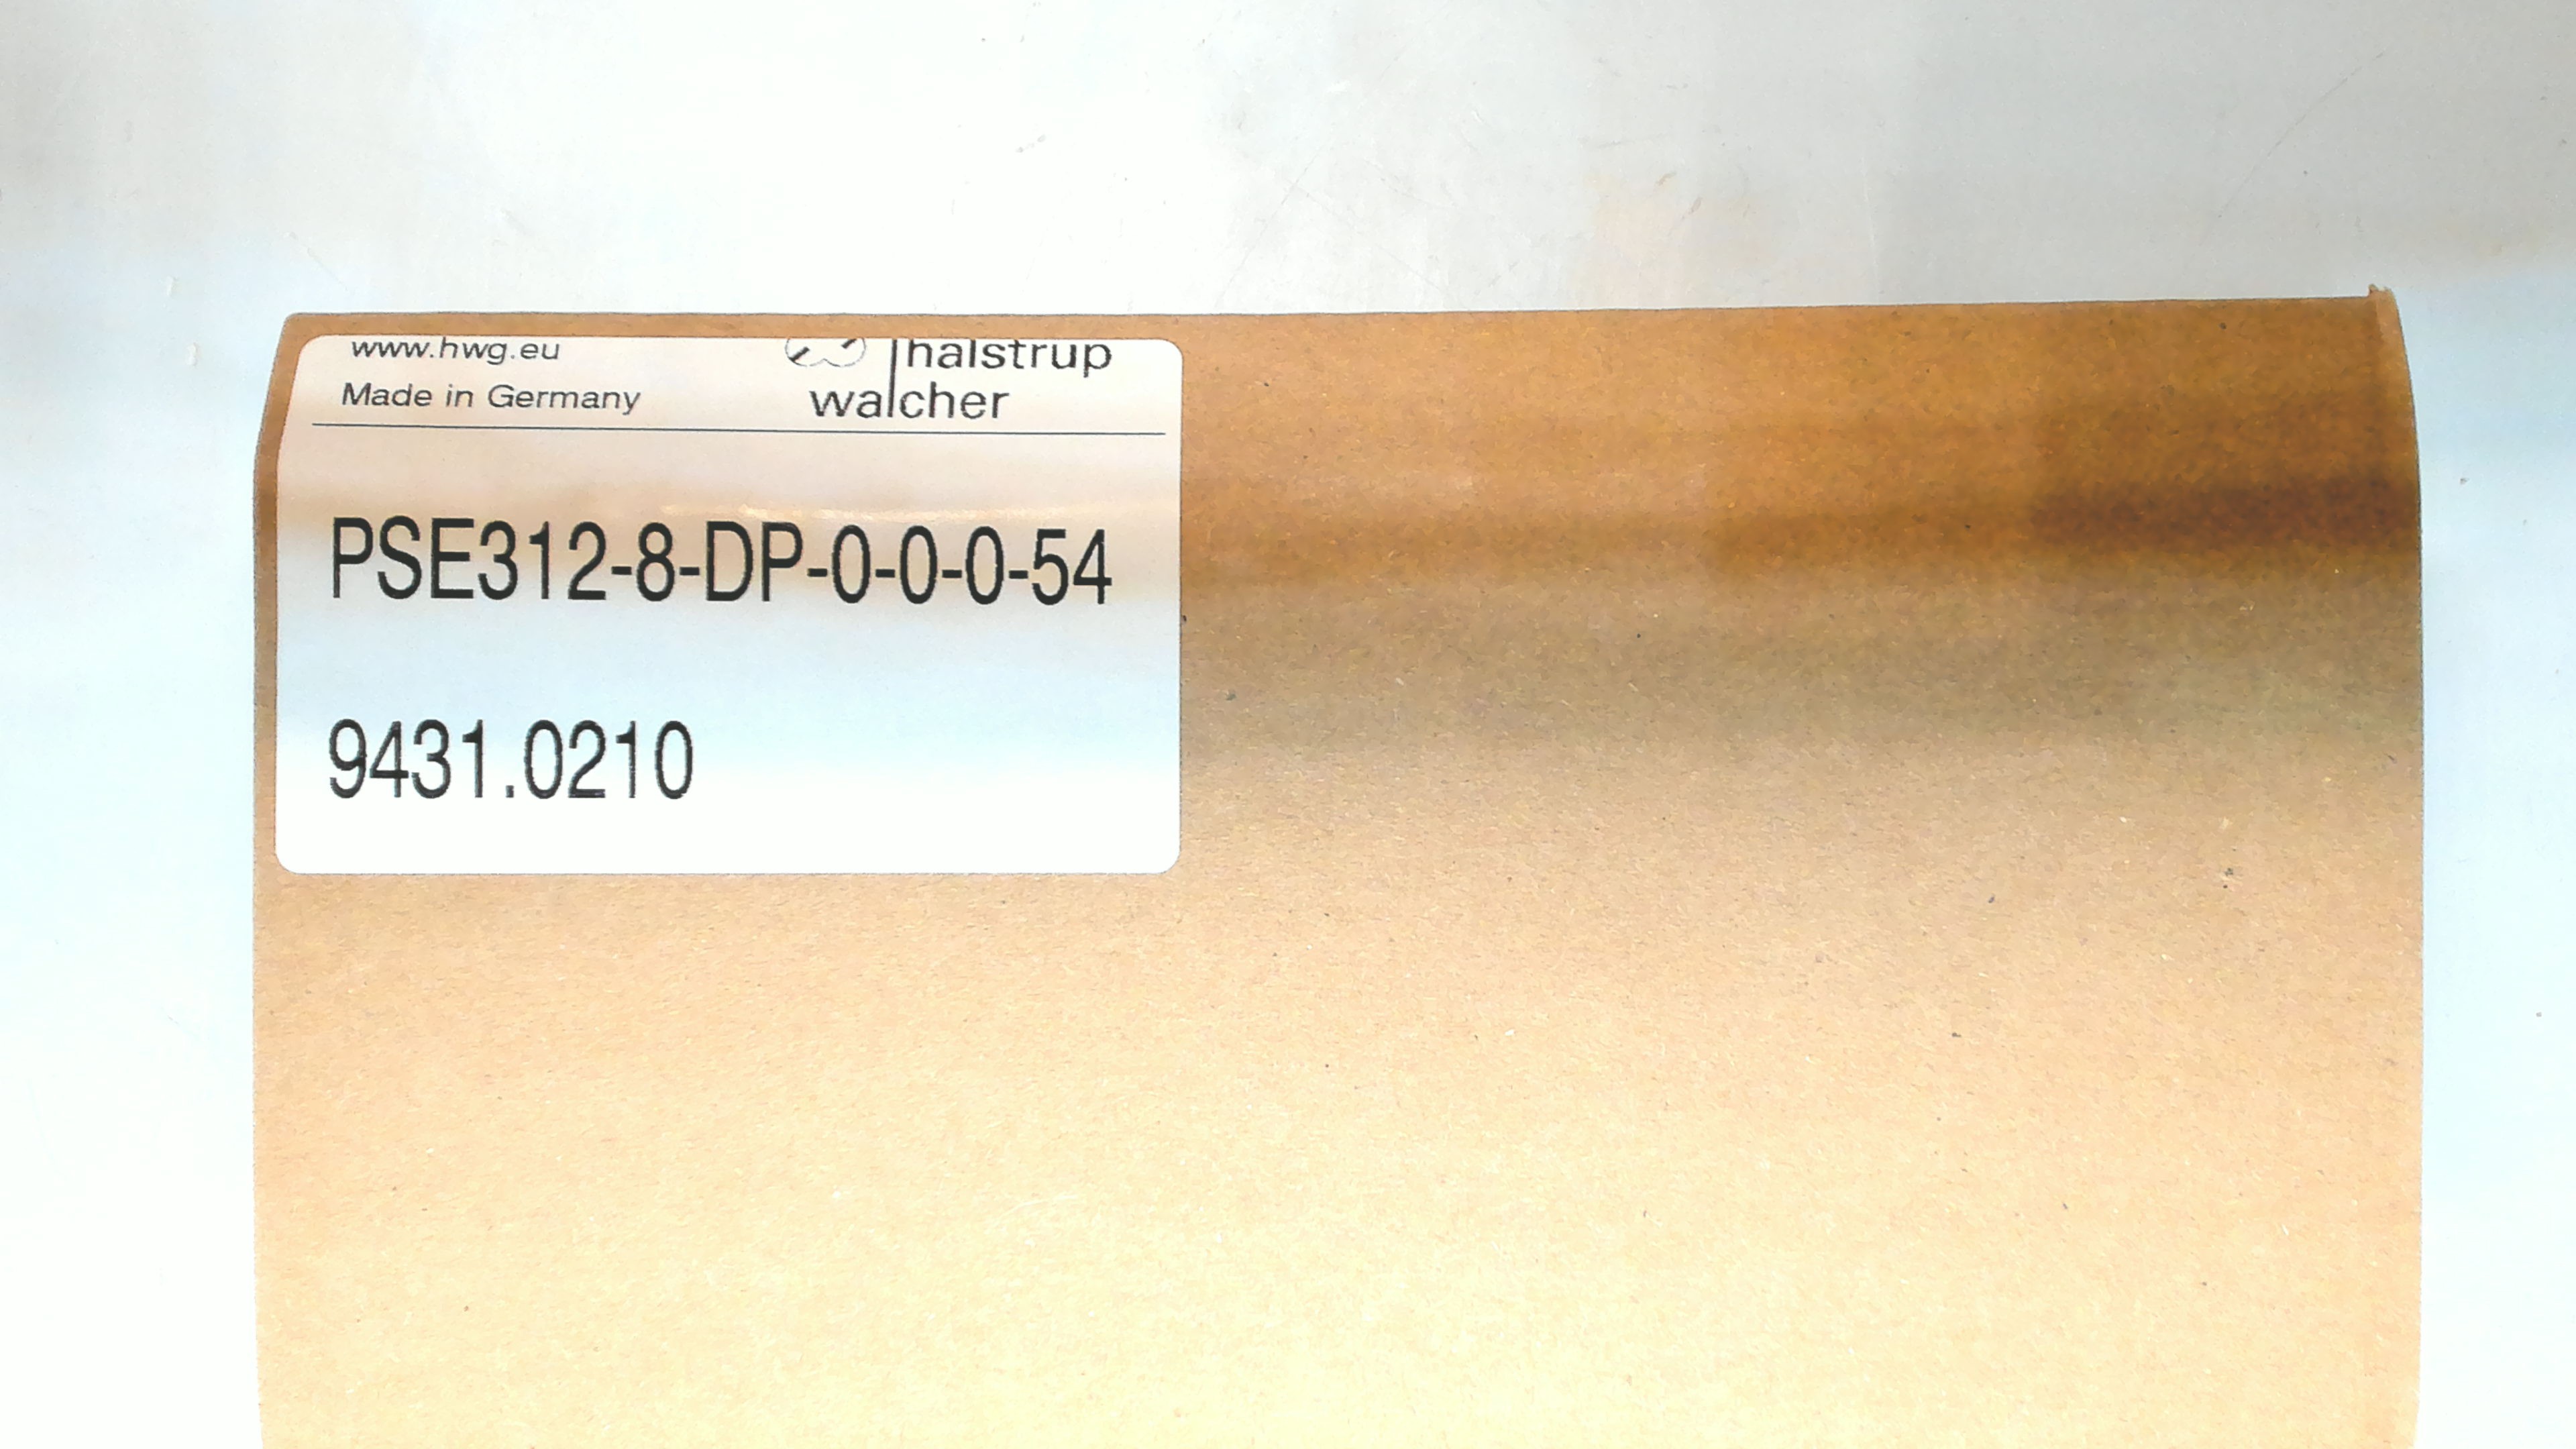 www.hwg.eu
Made in Germany
halstrup
walcher
PSE312-8-DP-0-0-0-54
9431.0210